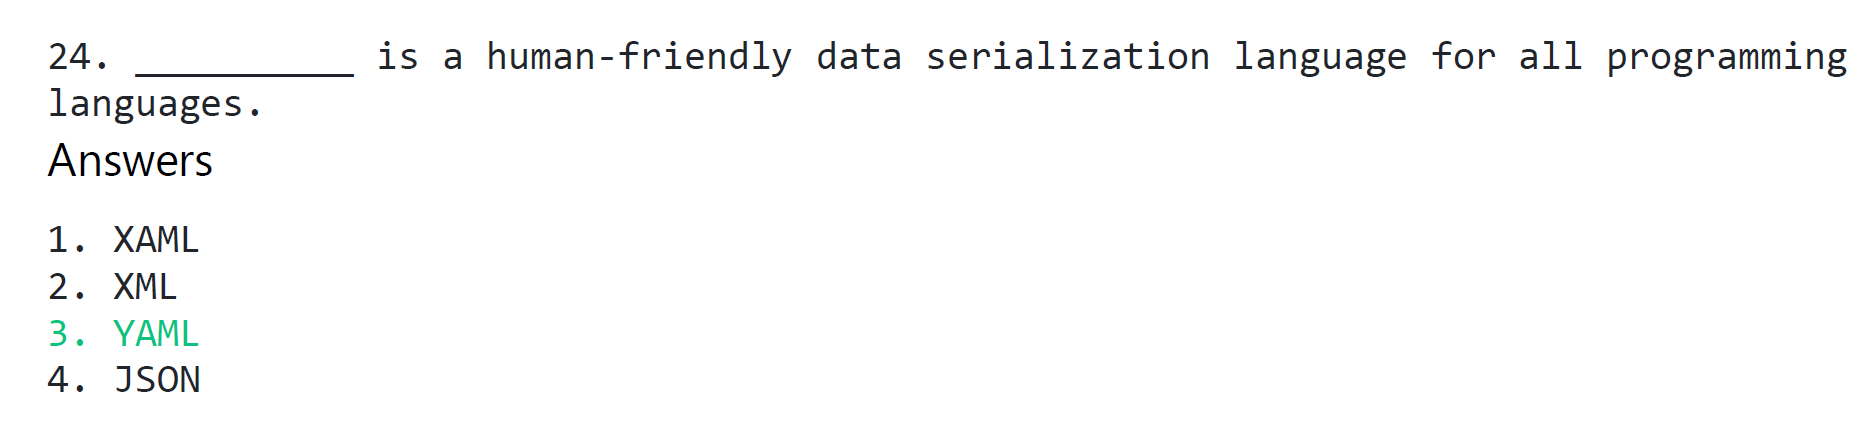 24. __________ is a human-friendly data serialization language for all programming
languages.
Answers
1. XAML
2. XML
3. YAML
4. JSON